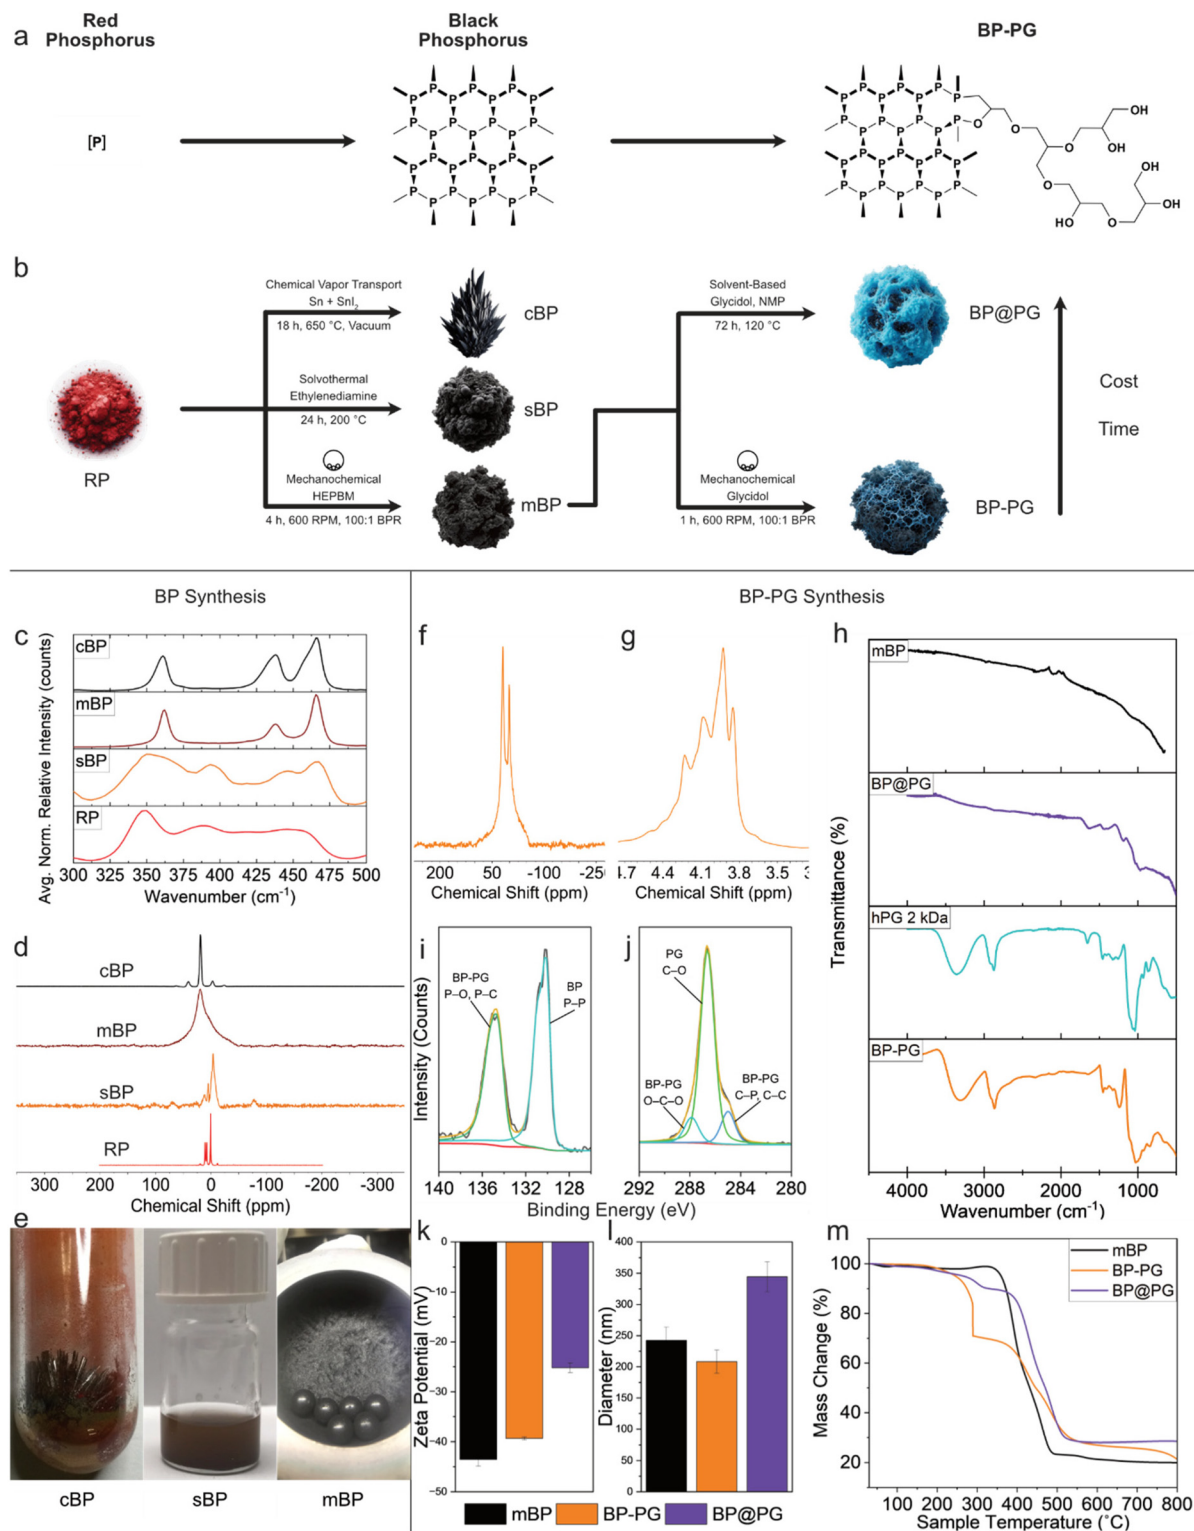 a
Red
Phosphorus
Black
Phosphorus
BP-PG
[P]
P P P
P P P P
P P P P
P P P
P P P
P P P P
P P P P
P P P
P P P P
P P P P P
P P P P
P P P
P P P
P P P P
P P P P
P P P
O
O
O
O
O
OH
OH
OH
OH
OH
b
RP
Chemical Vapor Transport
Sn + SnI2
18 h, 650 °C, Vacuum
cBP
Solvothermal
Ethylenediamine
24 h, 200 °C
sBP
Mechanochemical
HEPBM
4 h, 600 RPM, 100:1 BPR
mBP
Solvent-Based
Glycidol, NMP
72 h, 120 °C
BP@PG
Mechanochemical
Glycidol
1 h, 600 RPM, 100:1 BPR
BP-PG
Cost
Time
BP Synthesis
BP-PG Synthesis
c
Avg. Norm. Relative Intensity (counts)
cBP
mBP
sBP
RP
300 325 350 375 400 425 450 475 500
Wavenumber (cm-1)
d
cBP
mBP
sBP
RP
300 200 100 0 -100 -200 -300
Chemical Shift (ppm)
e
cBP
sBP
mBP
f
200 50 -100 -250
Chemical Shift (ppm)
g
4.7 4.4 4.1 3.8 3
Chemical Shift (ppm)
h
Transmittance (%)
mBP
BP@PG
hPG 2 kDa
BP-PG
4000 3000 2000 1000
Wavenumber (cm-1)
i
Intensity (Counts)
BP-PG
P–O, P–C
BP
P–P
140 136 132 128
j
PG
C–O
BP-PG
O–C–O
BP-PG
C–P, C–C
292 288 284 280
Binding Energy (eV)
k
Zeta Potential (mV)
0
−10
−20
−30
−40
−50
l
Diameter (nm)
400
350
300
250
200
150
100
50
0
mBP
BP-PG
BP@PG
m
Mass Change (%)
100
80
60
40
20
mBP
BP-PG
BP@PG
100 200 300 400 500 600 700 800
Sample Temperature (˚C)